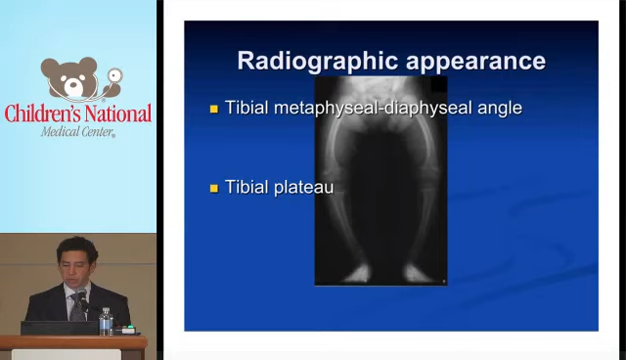 Children's National
Medical Center
Radiographic appearance
Tibial metaphyseal-diaphyseal angle
Tibial plateau